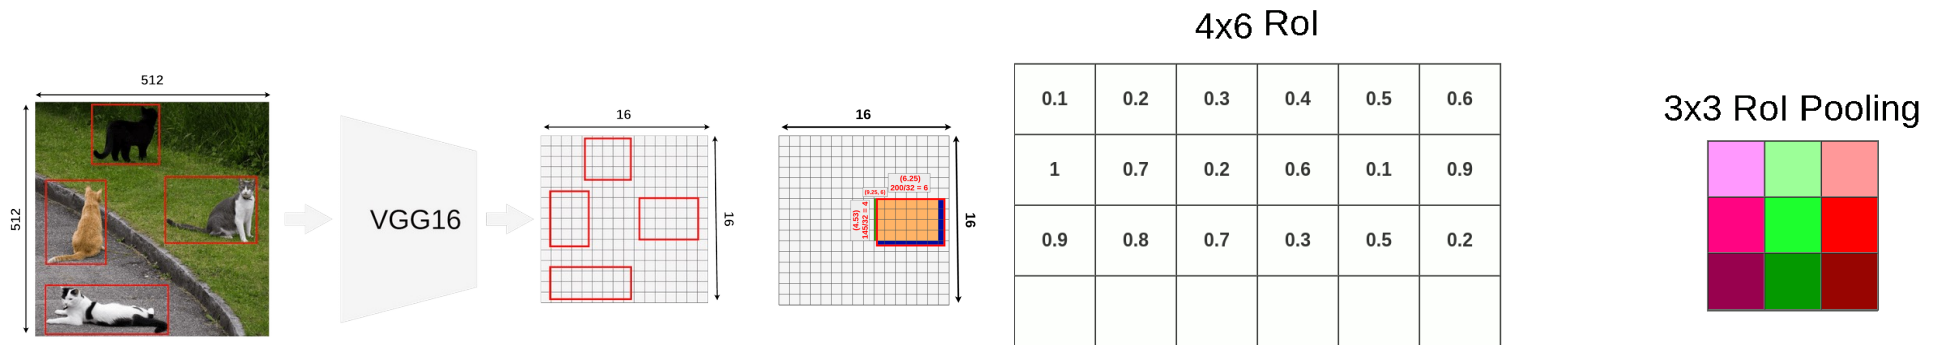 512
512
VGG16
16
16
16
16
(6.25)
200/32 = 6
(9.25, 6)
(4.53)
145/32 = 4
4x6 RoI
0.1 0.2 0.3 0.4 0.5 0.6
1 0.7 0.2 0.6 0.1 0.9
0.9 0.8 0.7 0.3 0.5 0.2
3x3 RoI Pooling